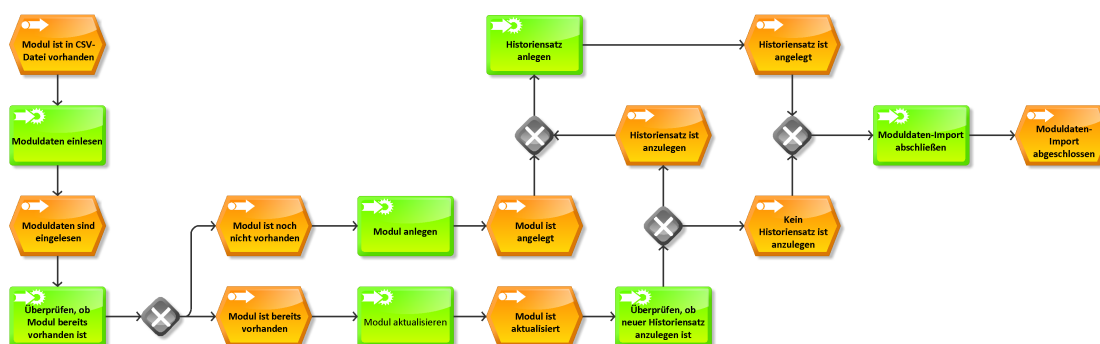 Modul ist in CSV-
Datei vorhanden
Historiensatz
anlegen
Historiensatz ist
angelegt
Moduldaten einlesen
Historiensatz ist
anzulegen
Moduldaten-Import
abschließen
Moduldaten-
Import
abgeschlossen
Moduldaten sind
eingelesen
Modul ist noch
nicht vorhanden
Modul anlegen
Modul ist
angelegt
Kein
Historiensatz ist
anzulegen
Überprüfen, ob
Modul bereits
vorhanden ist
Modul ist bereits
vorhanden
Modul aktualisieren
Modul ist
aktualisiert
Überprüfen, ob
neuer Historiensatz
anzulegen ist